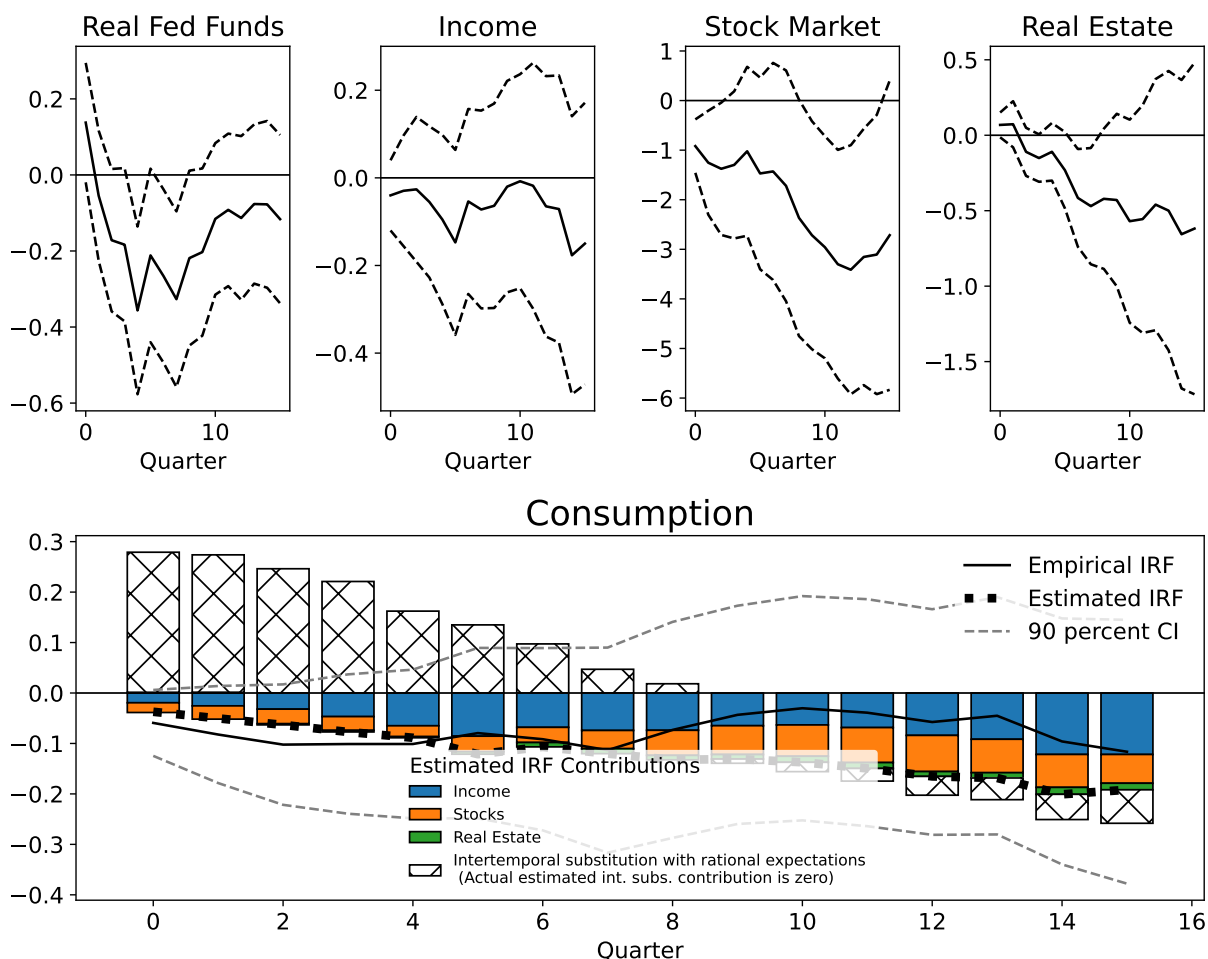 Real Fed Funds
Income
Stock Market
Real Estate
0.2
0.0
−0.2
−0.4
−0.6
0
10
Quarter
0.2
0.0
−0.2
−0.4
0
10
Quarter
1
0
−1
−2
−3
−4
−5
−6
0
10
Quarter
0.5
0.0
−0.5
−1.0
−1.5
0
10
Quarter
Consumption
0.3
0.2
0.1
0.0
−0.1
−0.2
−0.3
−0.4
Empirical IRF
Estimated IRF
90 percent CI
Estimated IRF Contributions
Income
Stocks
Real Estate
Intertemporal substitution with rational expectations
(Actual estimated int. subs. contribution is zero)
0
2
4
6
8
10
12
14
16
Quarter